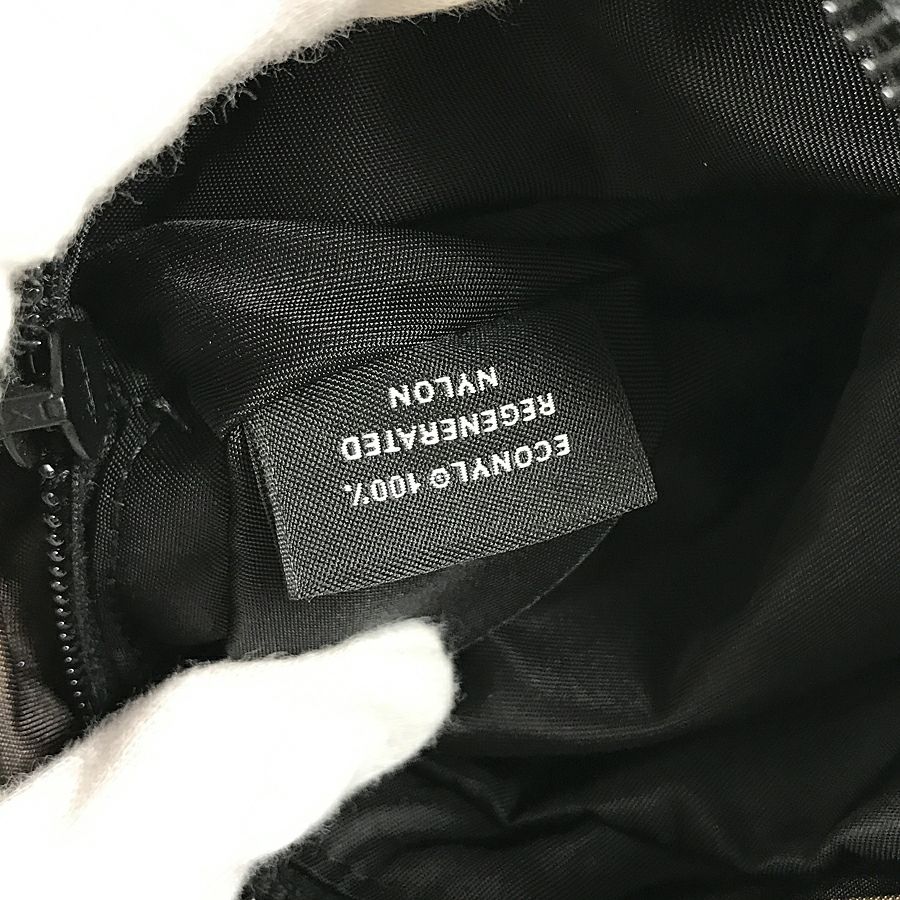 ECONYL® 100%
REGENERATED
NYLON